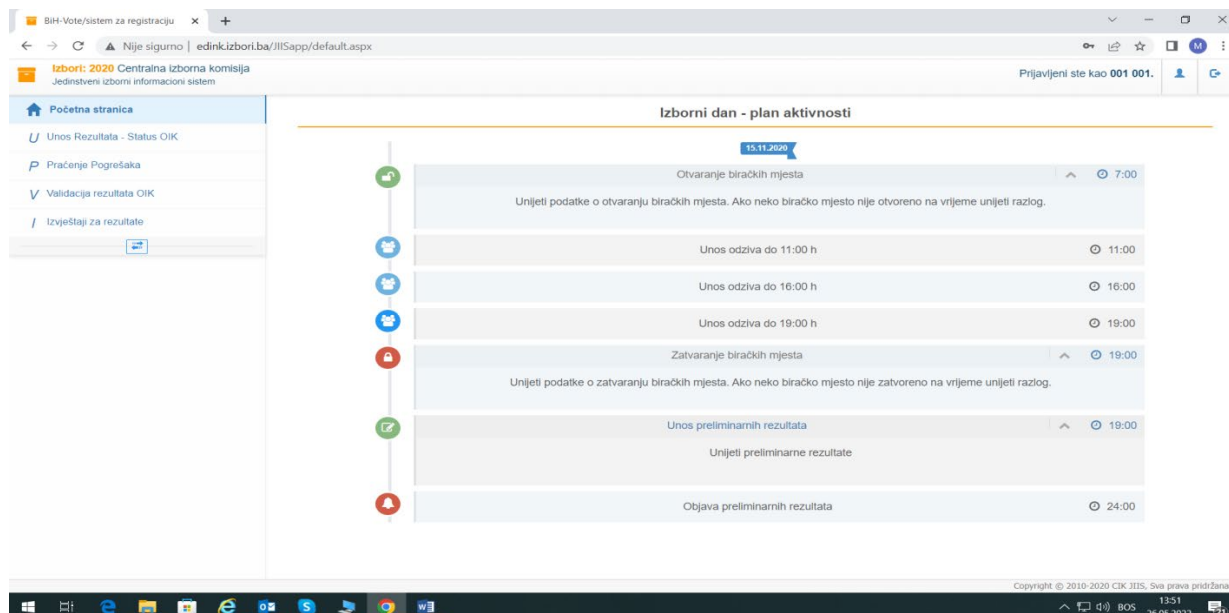 BiH-Vote/sistem za registraciju
Nije sigurno | edink.izbori.ba/JIISapp/default.aspx
M
Izbori: 2020 Centralna izborna komisija
Jedinstveni izborni informacioni sistem
Prijavljeni ste kao 001 001.
Početna stranica
U Unos Rezultata - Status OIK
P Praćenje Pogrešaka
V Validacija rezultata OIK
I Izvještaji za rezultate
Izborni dan - plan aktivnosti
15.11.2020
Otvaranje biračkih mjesta 7:00
Unijeti podatke o otvaranju biračkih mjesta. Ako neko biračko mjesto nije otvoreno na vrijeme unijeti razlog.
Unos odziva do 11:00 h 11:00
Unos odziva do 16:00 h 16:00
Unos odziva do 19:00 h 19:00
Zatvaranje biračkih mjesta 19:00
Unijeti podatke o zatvaranju biračkih mjesta. Ako neko biračko mjesto nije zatvoreno na vrijeme unijeti razlog.
Unos preliminarnih rezultata 19:00
Unijeti preliminarne rezultate
Objava preliminarnih rezultata 24:00
Copyright © 2010-2020 CIK JIIS, Sva prava pridržana
BOS
13:51
26.05.2022